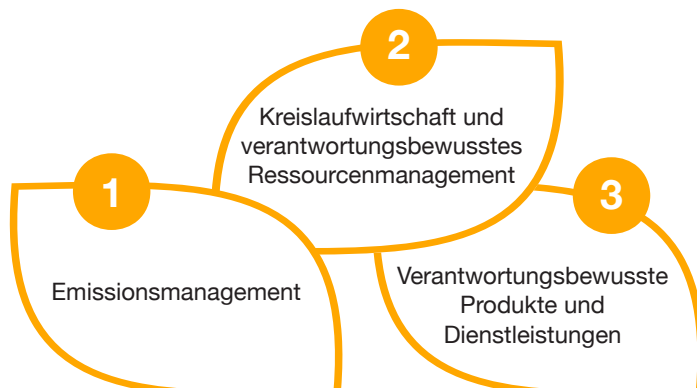 1
Emissionsmanagement
2
Kreislaufwirtschaft und
verantwortungsbewusstes
Ressourcenmanagement
3
Verantwortungsbewusste
Produkte und
Dienstleistungen